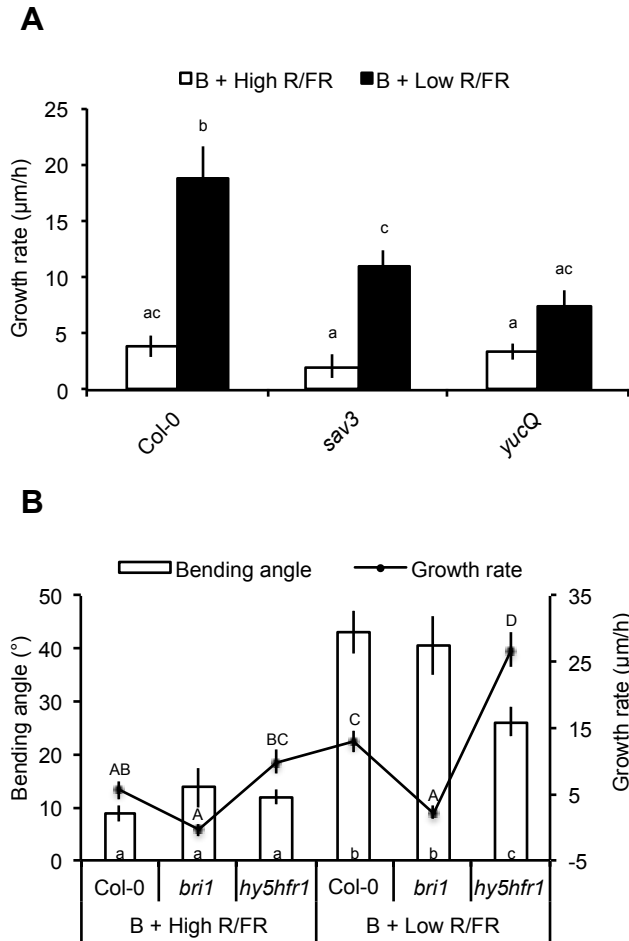 A
B + High R/FR B + Low R/FR
Growth rate (µm/h)
25
20
15
10
5
0
b
c
ac
ac
a
a
Col-0
sav3
yucQ
B
Bending angle Growth rate
Bending angle (°)
50
40
30
20
10
0
Growth rate (µm/h)
35
25
15
5
-5
AB
A
BC
C
A
D
a a a b b c
Col-0 bri1 hy5hfr1 Col-0 bri1 hy5hfr1
B + High R/FR B + Low R/FR